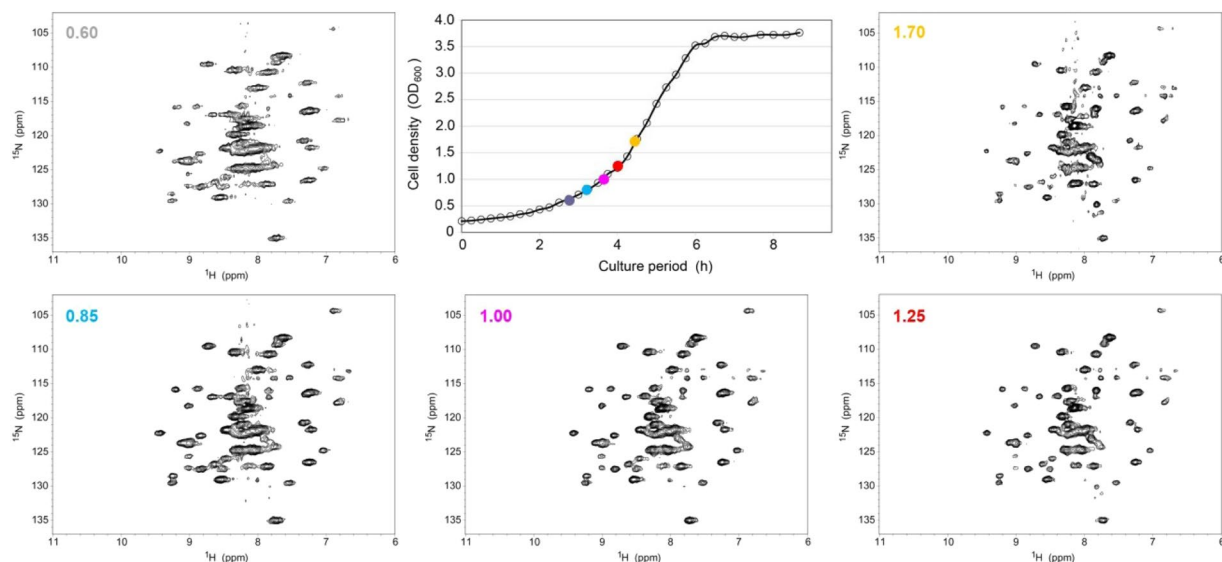 0.60
105
110
115
120
125
130
135
¹⁵N (ppm)
11 10 9 8 7 6
¹H (ppm)
4.0
3.5
3.0
2.5
2.0
1.5
1.0
0.5
0
Cell density (OD₆₀₀)
0 2 4 6 8
Culture period (h)
1.70
105
110
115
120
125
130
135
¹⁵N (ppm)
11 10 9 8 7 6
¹H (ppm)
0.85
105
110
115
120
125
130
135
¹⁵N (ppm)
11 10 9 8 7 6
¹H (ppm)
1.00
105
110
115
120
125
130
135
¹⁵N (ppm)
11 10 9 8 7 6
¹H (ppm)
1.25
105
110
115
120
125
130
135
¹⁵N (ppm)
11 10 9 8 7 6
¹H (ppm)